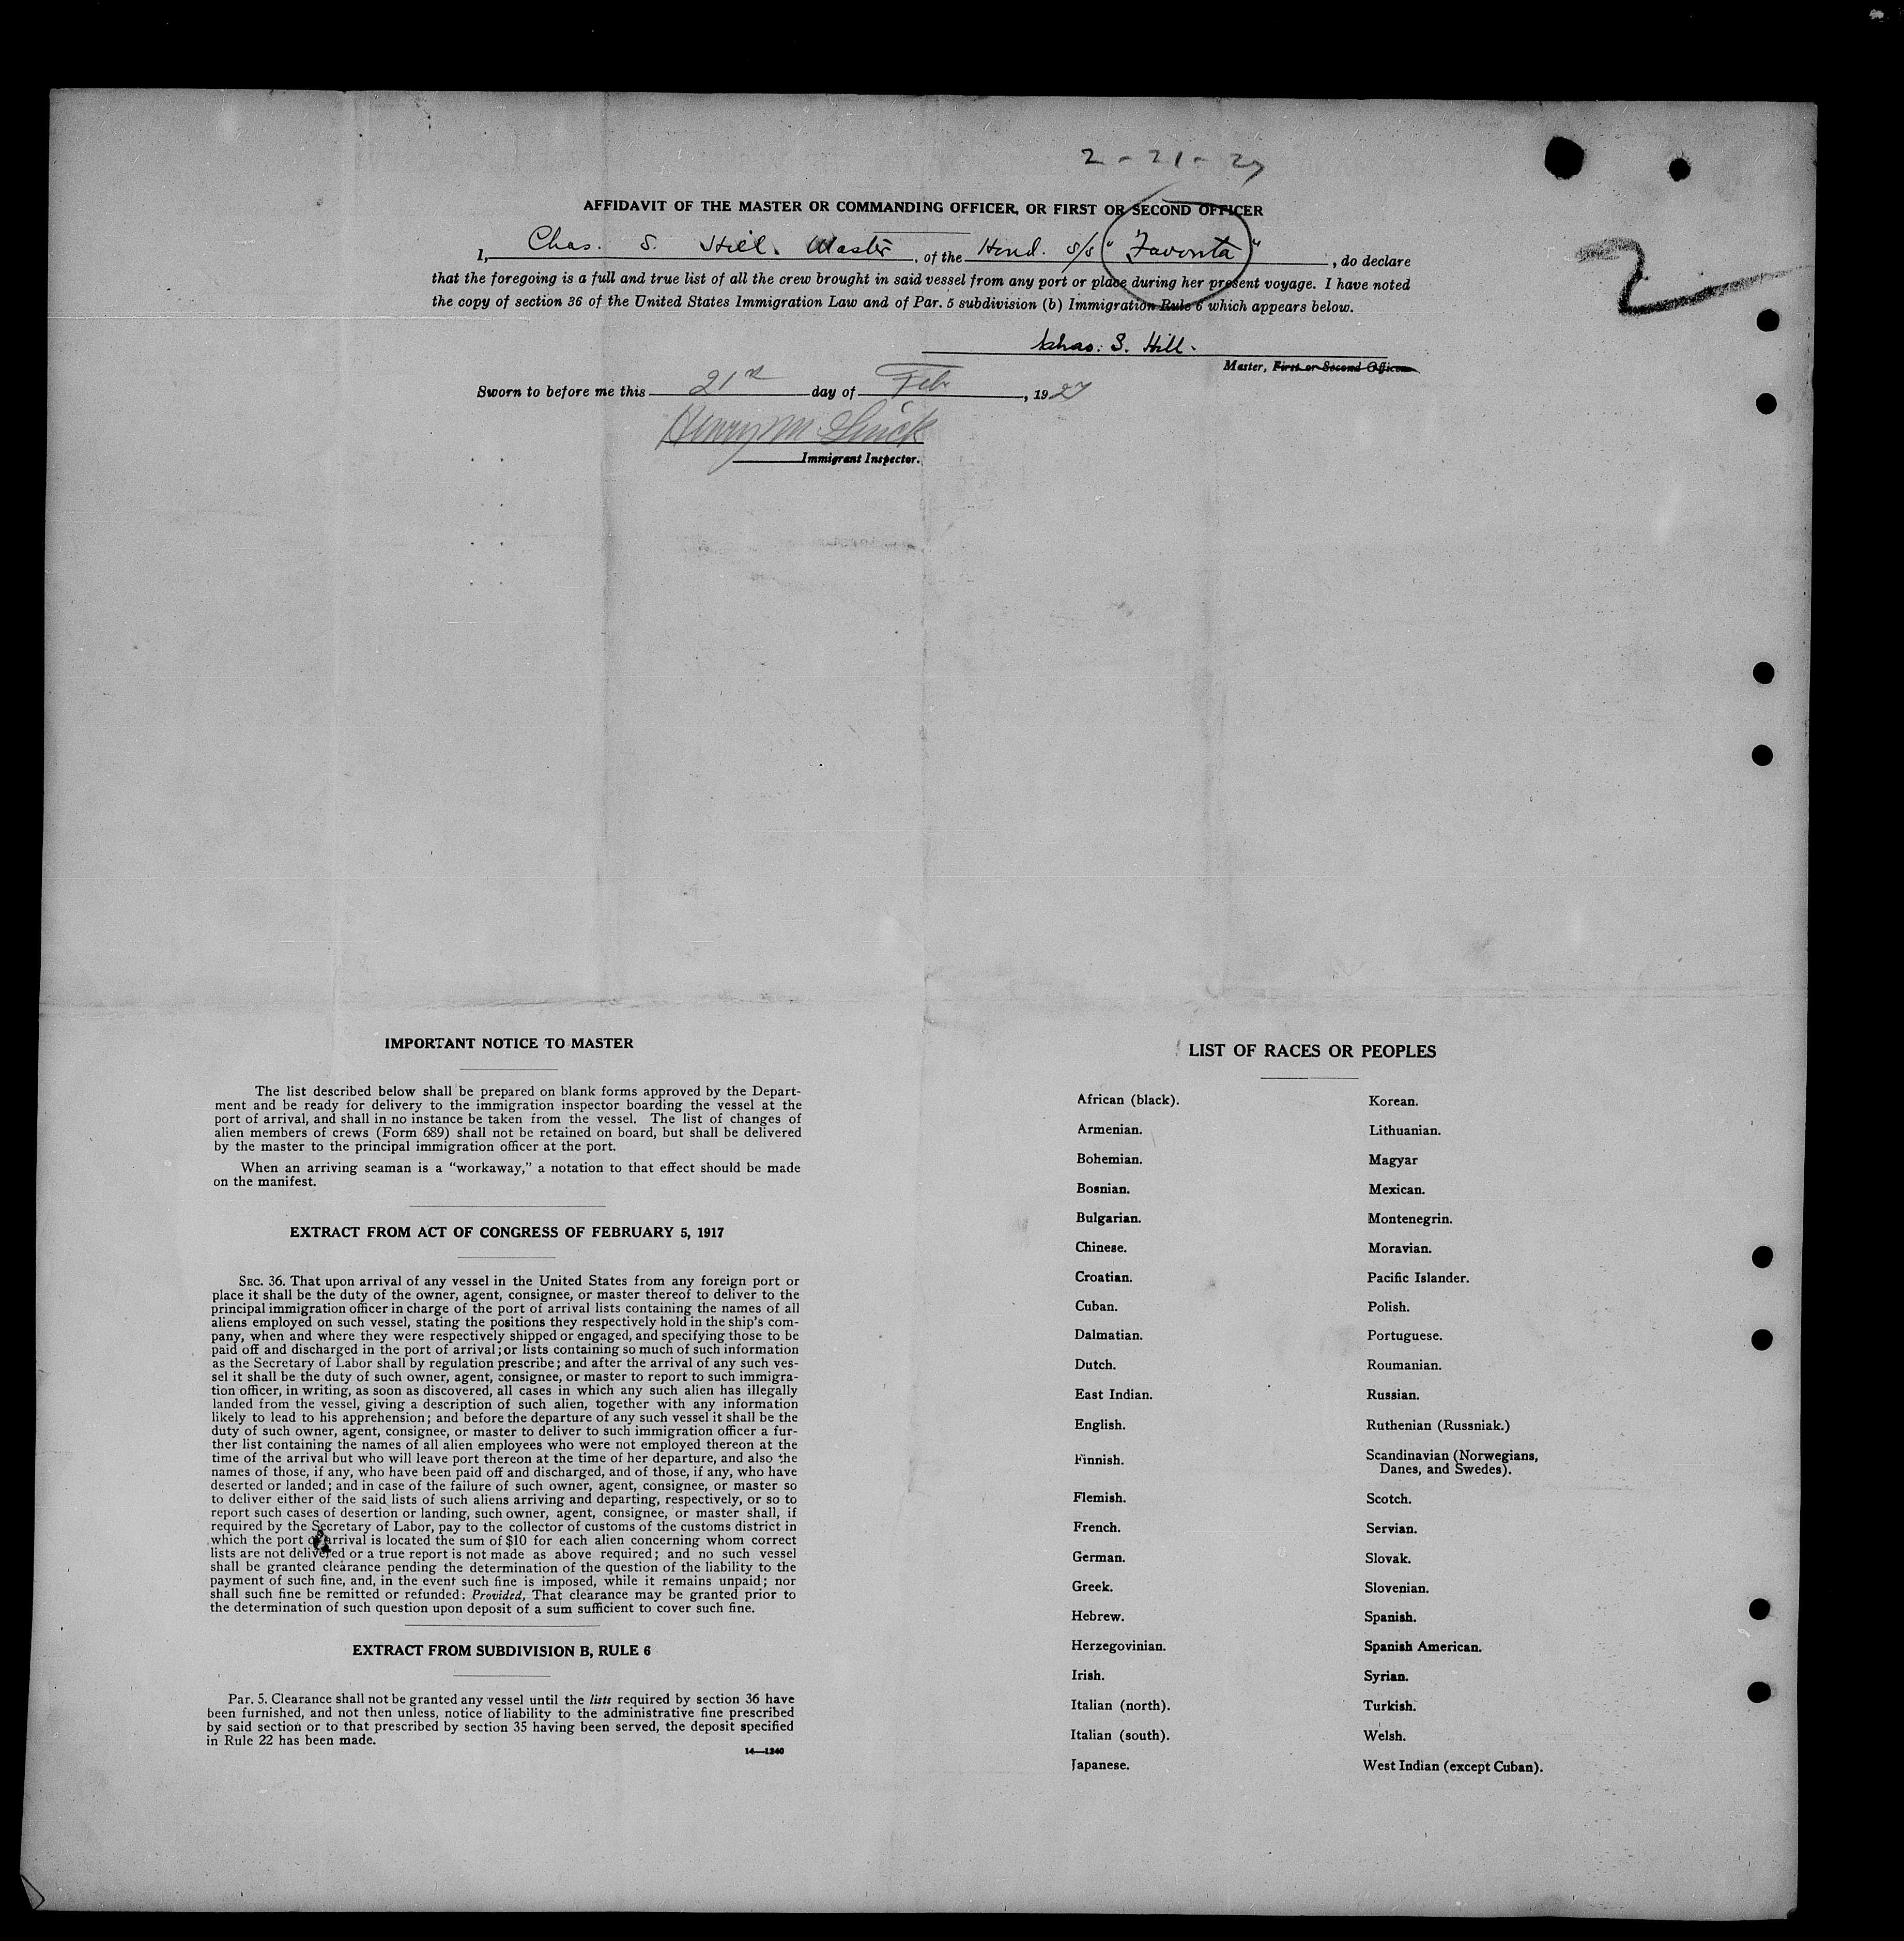 2-21-27
AFFIDAVIT OF THE MASTER OR COMMANDING OFFICER, OR FIRST OR SECOND OFFICER
I, Chas. S. Hill. Master, of the Hond. S/S "Favorita", do declare
that the foregoing is a full and true list of all the crew brought in said vessel from any port or place during her present voyage. I have noted
the copy of section 36 of the United States Immigration Law and of Par. 5 subdivision (b) Immigration Rule 6 which appears below.
2
Chas. S. Hill.
Master, First or Second Officer.
Sworn to before me this 21st day of Feb, 1927
Henry M
Immigrant Inspector.
IMPORTANT NOTICE TO MASTER
The list described below shall be prepared on blank forms approved by the Depart-
ment and be ready for delivery to the immigration inspector boarding the vessel at the
port of arrival, and shall in no instance be taken from the vessel. The list of changes of
alien members of crews (Form 689) shall not be retained on board, but shall be delivered
by the master to the principal immigration officer at the port.
When an arriving seaman is a "workaway," a notation to that effect should be made
on the manifest.
EXTRACT FROM ACT OF CONGRESS OF FEBRUARY 5, 1917
SEC. 36. That upon arrival of any vessel in the United States from any foreign port or
place it shall be the duty of the owner, agent, consignee, or master thereof to deliver to the
principal immigration officer in charge of the port of arrival lists containing the names of all
aliens employed on such vessel, stating the positions they respectively hold in the ship's com-
pany, when and where they were respectively shipped or engaged, and specifying those to be
paid off and discharged in the port of arrival; or lists containing so much of such information
as the Secretary of Labor shall by regulation prescribe; and after the arrival of any such ves-
sel it shall be the duty of such owner, agent, consignee, or master to report to such immigra-
tion officer, in writing, as soon as discovered, all cases in which any such alien has illegally
landed from the vessel, giving a description of such alien, together with any information
likely to lead to his apprehension; and before the departure of any such vessel it shall be the
duty of such owner, agent, consignee, or master to deliver to such immigration officer a fur-
ther list containing the names of all alien employees who were not employed thereon at the
time of the arrival but who will leave port thereon at the time of her departure, and also the
names of those, if any, who have been paid off and discharged, and of those, if any, who have
deserted or landed; and in case of the failure of such owner, agent, consignee, or master so
to deliver either of the said lists of such aliens arriving and departing, respectively, or so to
report such cases of desertion or landing, such owner, agent, consignee, or master shall, if
required by the Secretary of Labor, pay to the collector of customs of the customs district in
which the port of arrival is located the sum of $10 for each alien concerning whom correct
lists are not delivered or a true report is not made as above required; and no such vessel
shall be granted clearance pending the determination of the question of the liability to the
payment of such fine, and, in the event such fine is imposed, while it remains unpaid; nor
shall such fine be remitted or refunded: Provided, That clearance may be granted prior to
the determination of such question upon deposit of a sum sufficient to cover such fine.
EXTRACT FROM SUBDIVISION B, RULE 6
Par. 5. Clearance shall not be granted any vessel until the lists required by section 36 have
been furnished, and not then unless, notice of liability to the administrative fine prescribed
by said section or to that prescribed by section 35 having been served, the deposit specified
in Rule 22 has been made.
14—1240
LIST OF RACES OR PEOPLES
African (black).
Armenian.
Bohemian.
Bosnian.
Bulgarian.
Chinese.
Croatian.
Cuban.
Dalmatian.
Dutch.
East Indian.
English.
Finnish.
Flemish.
French.
German.
Greek.
Hebrew.
Herzegovinian.
Irish.
Italian (north).
Italian (south).
Japanese.
Korean.
Lithuanian.
Magyar
Mexican.
Montenegrin.
Moravian.
Pacific Islander.
Polish.
Portuguese.
Roumanian.
Russian.
Ruthenian (Russniak.)
Scandinavian (Norwegians,
Danes, and Swedes).
Scotch.
Servian.
Slovak.
Slovenian.
Spanish.
Spanish American.
Syrian.
Turkish.
Welsh.
West Indian (except Cuban).